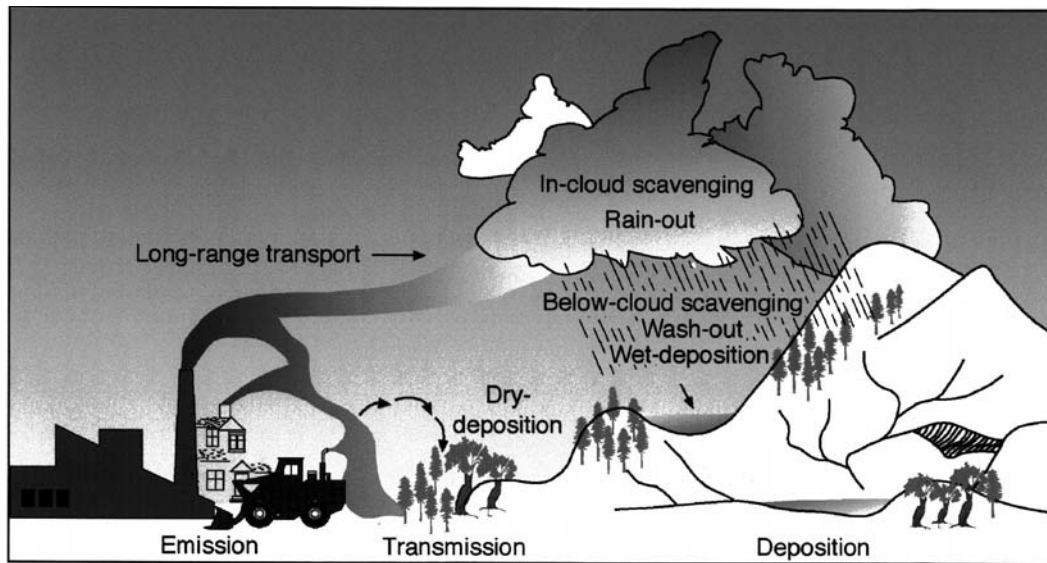 In-cloud scavenging
Rain-out
Long-range transport
Below-cloud scavenging
Wash-out
Wet-deposition
Dry-
deposition
Emission
Transmission
Deposition